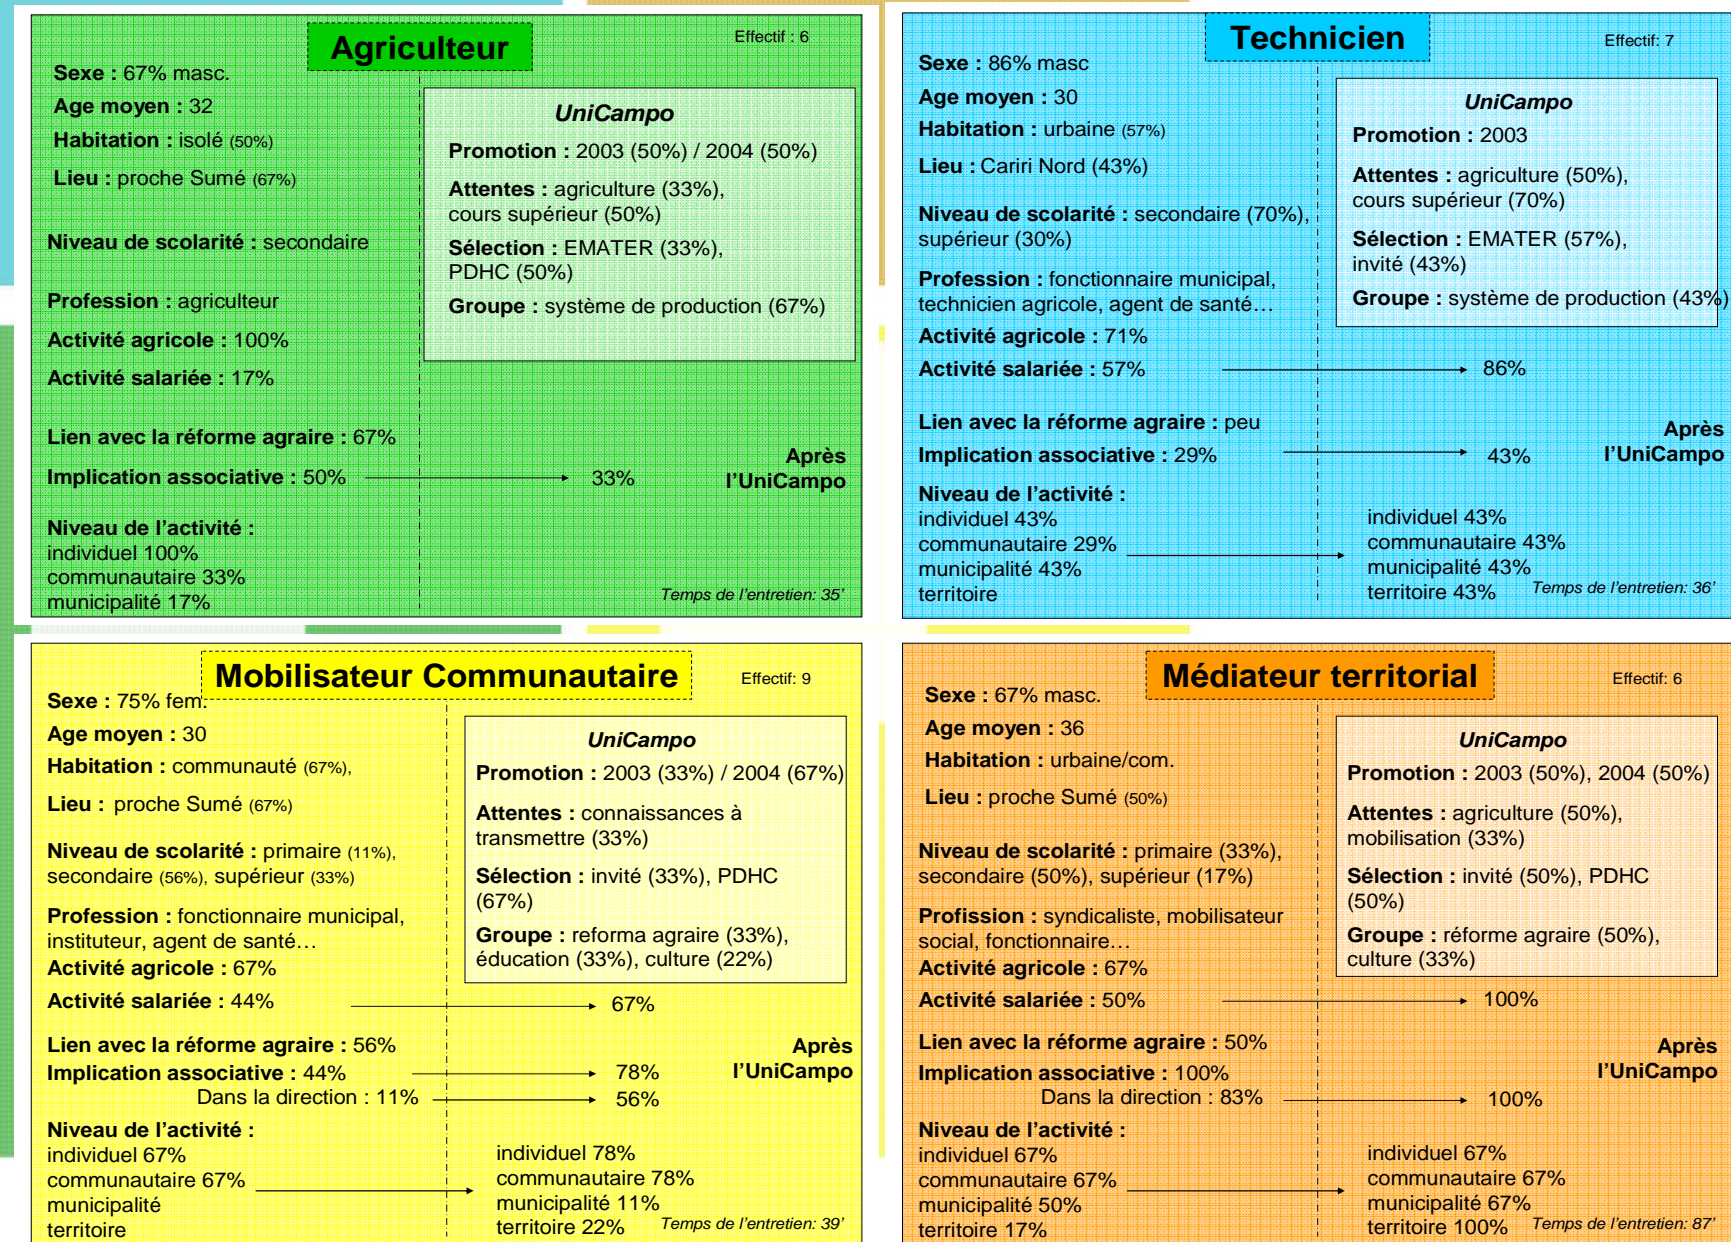 Agriculteur
Effectif : 6
Sexe : 67% masc.
Age moyen : 32
Habitation : isolé (50%)
Lieu : proche Sumé (67%)
Niveau de scolarité : secondaire
Profession : agriculteur
Activité agricole : 100%
Activité salariée : 17%
Lien avec la réforme agraire : 67%
Implication associative : 50%
33%
Après
l’UniCampo
Niveau de l’activité :
individuel 100%
communautaire 33%
municipalité 17%
UniCampo
Promotion : 2003 (50%) / 2004 (50%)
Attentes : agriculture (33%),
cours supérieur (50%)
Sélection : EMATER (33%),
PDHC (50%)
Groupe : système de production (67%)
Temps de l’entretien: 35’
Technicien
Effectif: 7
Sexe : 86% masc
Age moyen : 30
Habitation : urbaine (57%)
Lieu : Cariri Nord (43%)
Niveau de scolarité : secondaire (70%),
supérieur (30%)
Profession : fonctionnaire municipal,
technicien agricole, agent de santé…
Activité agricole : 71%
Activité salariée : 57%
86%
Lien avec la réforme agraire : peu
Implication associative : 29%
43%
Après
l’UniCampo
Niveau de l’activité :
individuel 43%
communautaire 29%
municipalité 43%
territoire
individuel 43%
communautaire 43%
municipalité 43%
territoire 43%
UniCampo
Promotion : 2003
Attentes : agriculture (50%),
cours supérieur (70%)
Sélection : EMATER (57%),
invité (43%)
Groupe : système de production (43%)
Temps de l’entretien: 36’
Mobilisateur Communautaire
Effectif: 9
Sexe : 75% fem.
Age moyen : 30
Habitation : communauté (67%),
Lieu : proche Sumé (67%)
Niveau de scolarité : primaire (11%),
secondaire (56%), supérieur (33%)
Profession : fonctionnaire municipal,
instituteur, agent de santé…
Activité agricole : 67%
Activité salariée : 44%
67%
Lien avec la réforme agraire : 56%
Implication associative : 44%
78%
Dans la direction : 11%
56%
Après
l’UniCampo
Niveau de l’activité :
individuel 67%
communautaire 67%
municipalité
territoire
individuel 78%
communautaire 78%
municipalité 11%
territoire 22%
UniCampo
Promotion : 2003 (33%) / 2004 (67%)
Attentes : connaissances à
transmettre (33%)
Sélection : invité (33%), PDHC
(67%)
Groupe : reforma agraire (33%),
éducation (33%), culture (22%)
Temps de l’entretien: 39’
Médiateur territorial
Effectif: 6
Sexe : 67% masc.
Age moyen : 36
Habitation : urbaine/com.
Lieu : proche Sumé (50%)
Niveau de scolarité : primaire (33%),
secondaire (50%), supérieur (17%)
Profission : syndicaliste, mobilisateur
social, fonctionnaire…
Activité agricole : 67%
Activité salariée : 50%
100%
Lien avec la réforme agraire : 50%
Implication associative : 100%
Dans la direction : 83%
100%
Après
l’UniCampo
Niveau de l’activité :
individuel 67%
communautaire 67%
municipalité 50%
territoire 17%
individuel 67%
communautaire 67%
municipalité 67%
territoire 100%
UniCampo
Promotion : 2003 (50%), 2004 (50%)
Attentes : agriculture (50%),
mobilisation (33%)
Sélection : invité (50%), PDHC
(50%)
Groupe : réforme agraire (50%),
culture (33%)
Temps de l’entretien: 87’